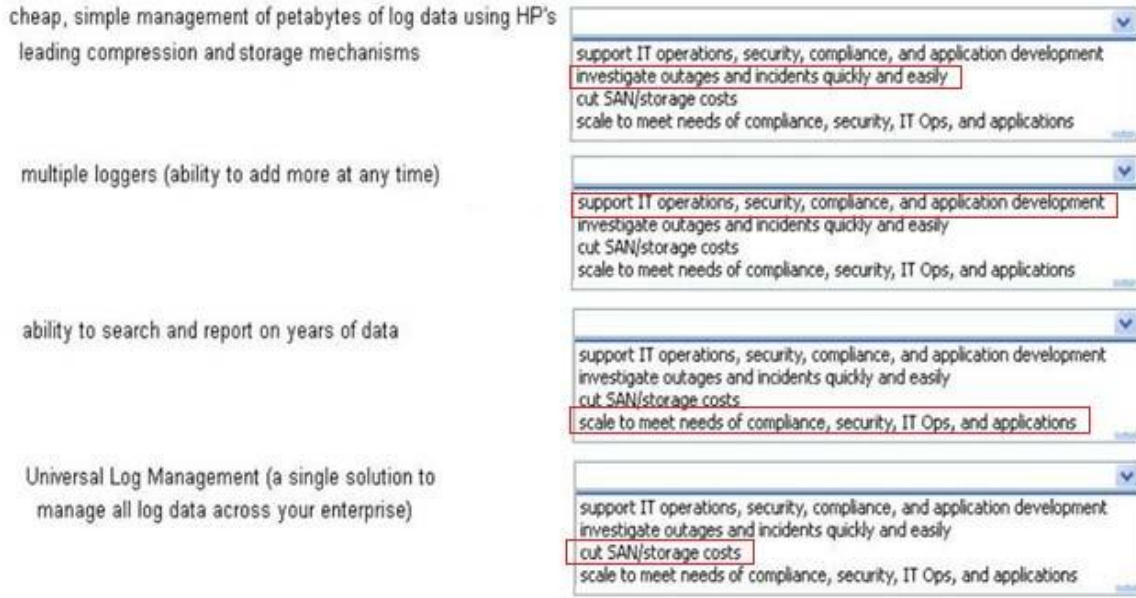 cheap, simple management of petabytes of log data using HP's
leading compression and storage mechanisms
support IT operations, security, compliance, and application development
investigate outages and incidents quickly and easily
cut SAN/storage costs
scale to meet needs of compliance, security, IT Ops, and applications
multiple loggers (ability to add more at any time)
support IT operations, security, compliance, and application development
investigate outages and incidents quickly and easily
cut SAN/storage costs
scale to meet needs of compliance, security, IT Ops, and applications
ability to search and report on years of data
support IT operations, security, compliance, and application development
investigate outages and incidents quickly and easily
cut SAN/storage costs
scale to meet needs of compliance, security, IT Ops, and applications
Universal Log Management (a single solution to
manage all log data across your enterprise)
support IT operations, security, compliance, and application development
investigate outages and incidents quickly and easily
cut SAN/storage costs
scale to meet needs of compliance, security, IT Ops, and applications